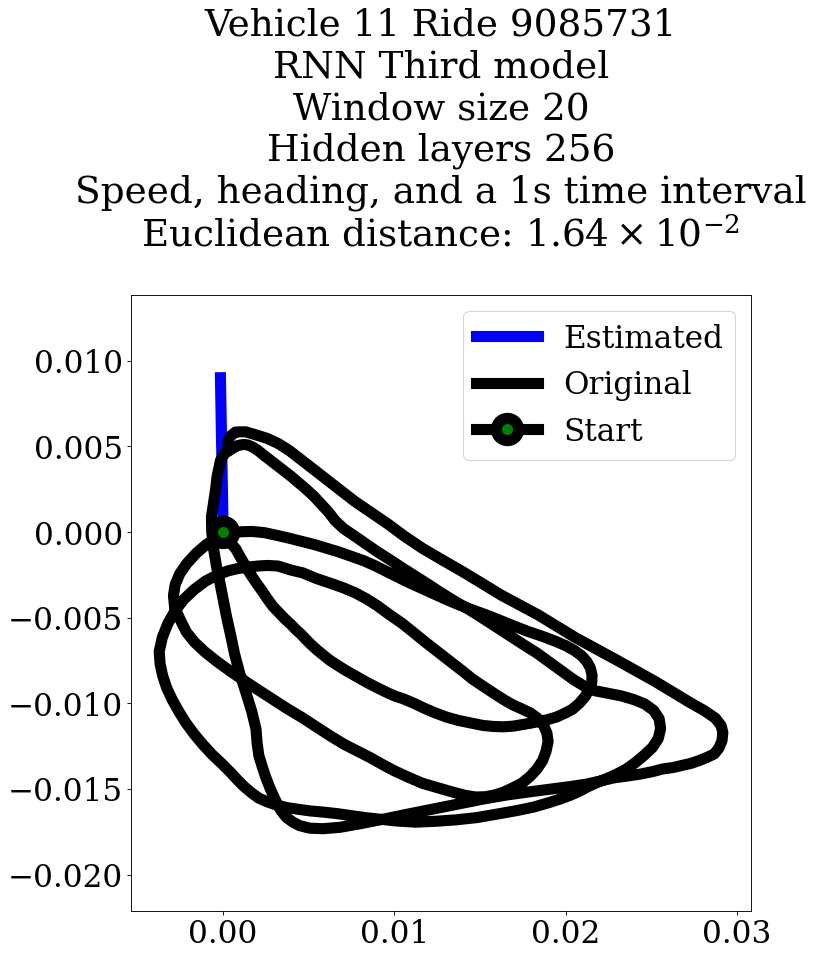 Vehicle 11 Ride 9085731
RNN Third model
Window size 20
Hidden layers 256
Speed, heading, and a 1s time interval
Euclidean distance: 1.64 × 10⁻²
Estimated
Original
Start
0.010
0.005
0.000
−0.005
−0.010
−0.015
−0.020
0.00 0.01 0.02 0.03